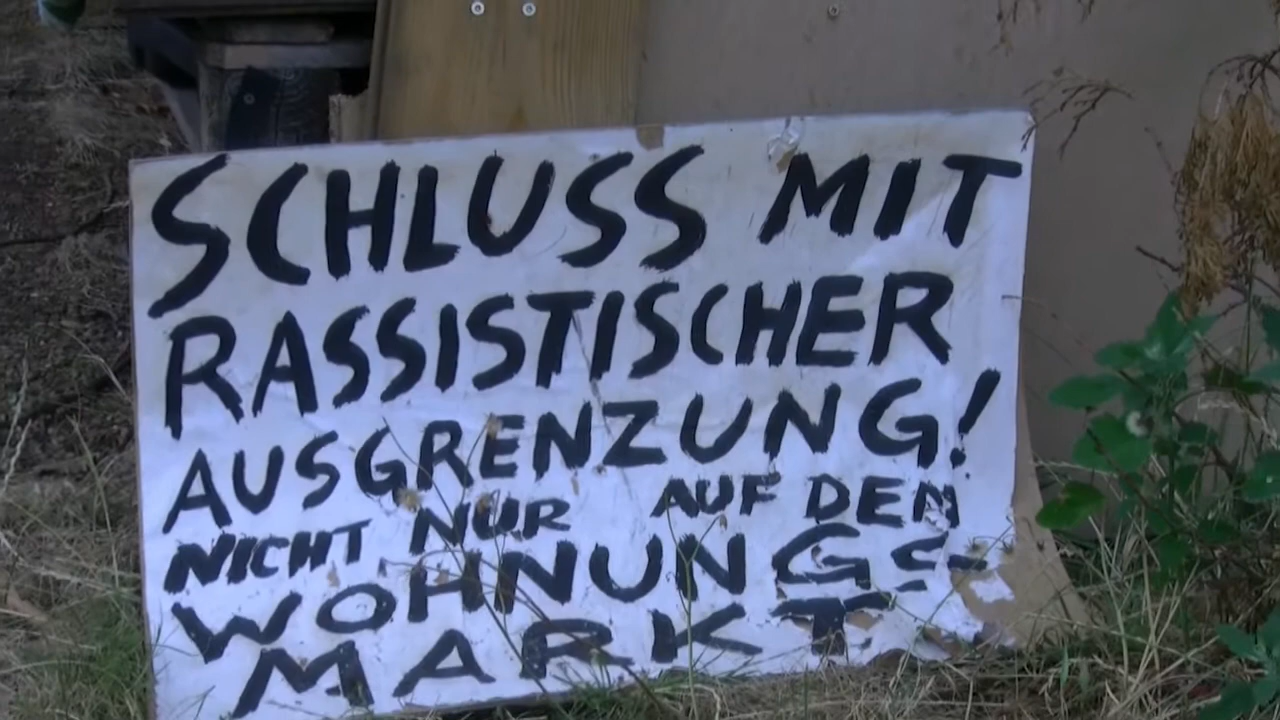 SCHLUSS MIT
RASSISTISCHER
AUSGRENZUNG!
NICHT NUR AUF DEM
WOHNUNGS-
MARKT